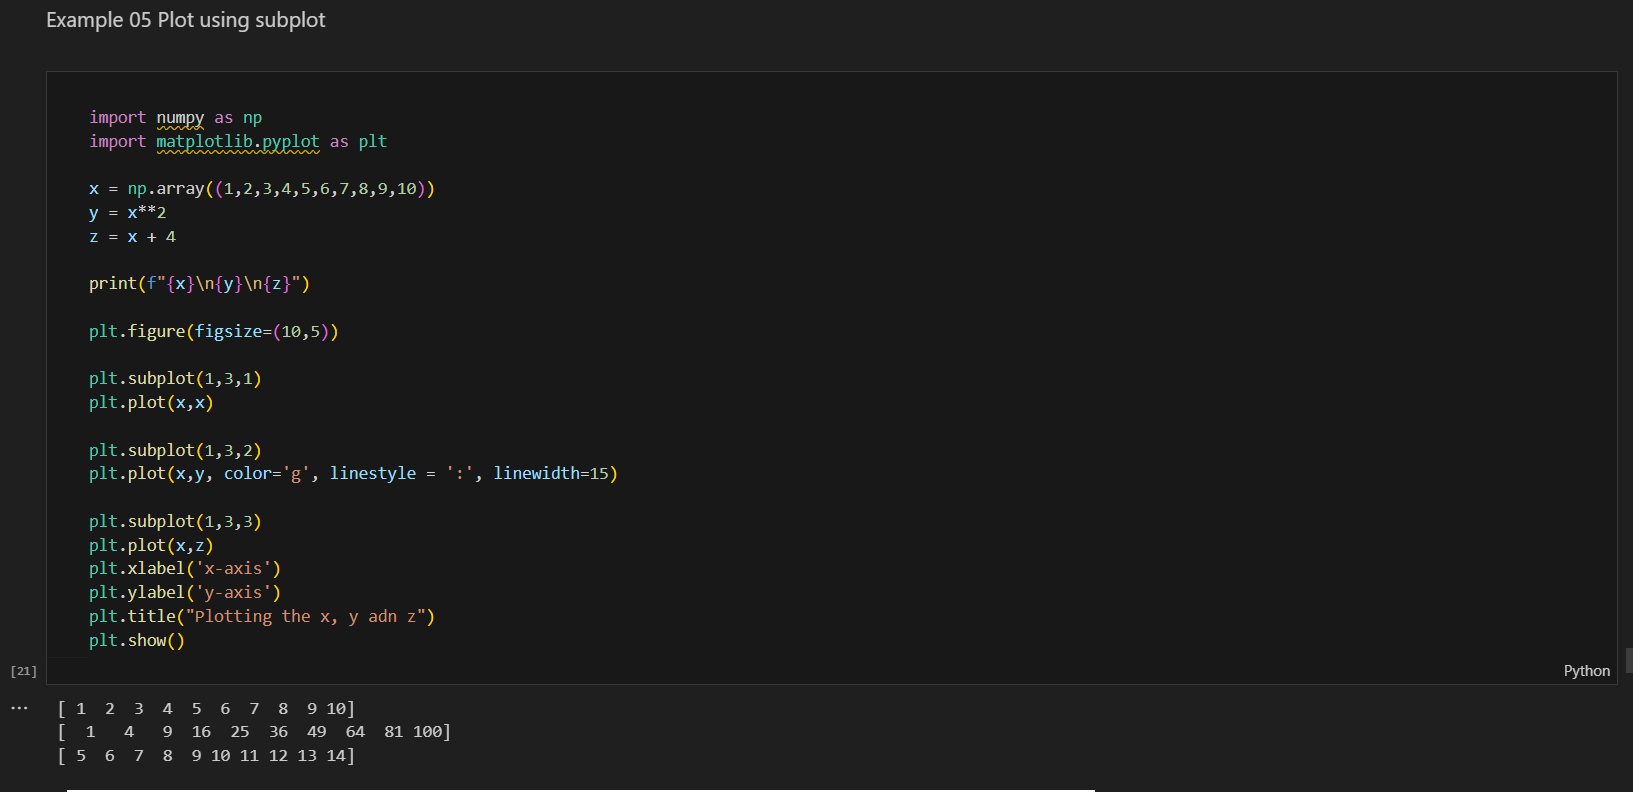 Example 05 Plot using subplot
import numpy as np
import matplotlib.pyplot as plt
x = np.array((1,2,3,4,5,6,7,8,9,10))
y = x**2
z = x + 4
print(f"{x}\n{y}\n{z}")
plt.figure(figsize=(10,5))
plt.subplot(1,3,1)
plt.plot(x,x)
plt.subplot(1,3,2)
plt.plot(x,y, color='g', linestyle = ':', linewidth=15)
plt.subplot(1,3,3)
plt.plot(x,z)
plt.xlabel('x-axis')
plt.ylabel('y-axis')
plt.title("Plotting the x, y adn z")
plt.show()
[21]
Python
[ 1  2  3  4  5  6  7  8  9 10]
[  1   4   9  16  25  36  49  64  81 100]
[ 5  6  7  8  9 10 11 12 13 14]